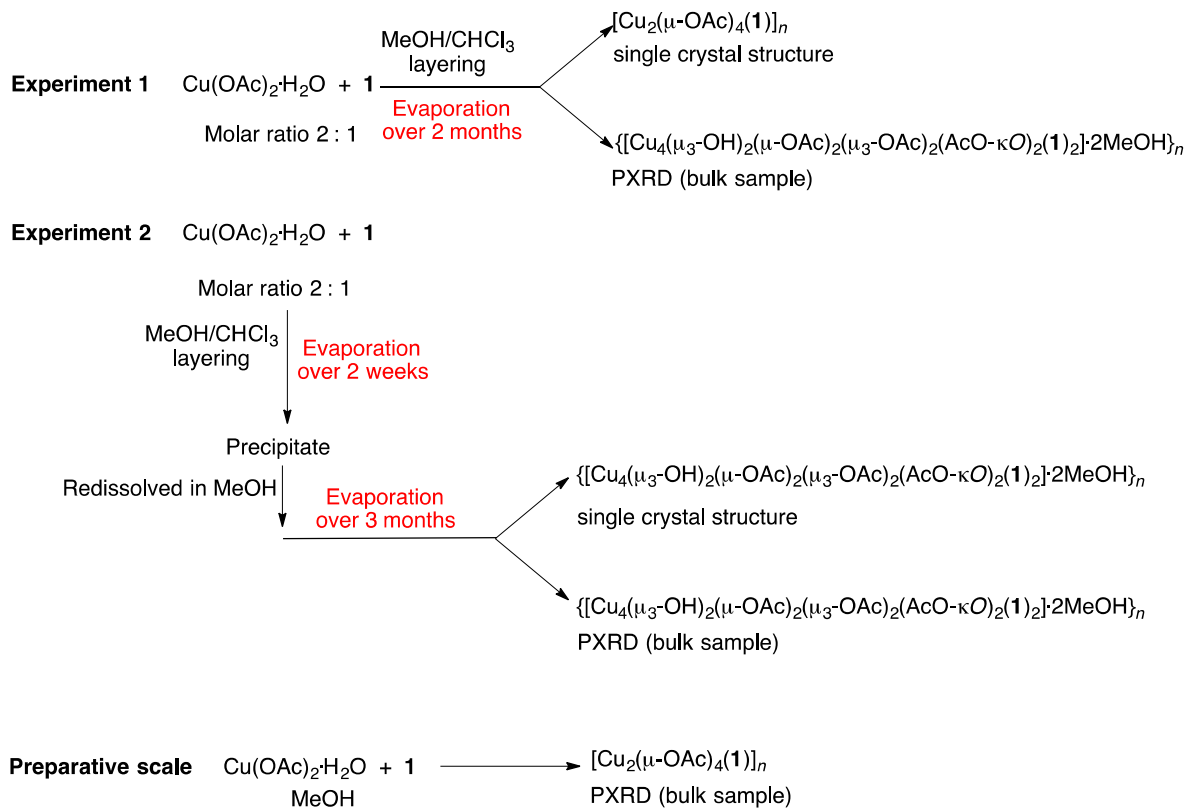 Experiment 1 Cu(OAc)₂·H₂O + 1
Molar ratio 2 : 1
MeOH/CHCl₃
layering
Evaporation
over 2 months
[Cu₂(μ-OAc)₄(1)]ₙ
single crystal structure
{[Cu₄(μ₃-OH)₂(μ-OAc)₂(μ₃-OAc)₂(AcO-κO)₂(1)₂]·2MeOH}ₙ
PXRD (bulk sample)
Experiment 2 Cu(OAc)₂·H₂O + 1
Molar ratio 2 : 1
MeOH/CHCl₃
layering
Evaporation
over 2 weeks
Precipitate
Redissolved in MeOH
Evaporation
over 3 months
{[Cu₄(μ₃-OH)₂(μ-OAc)₂(μ₃-OAc)₂(AcO-κO)₂(1)₂]·2MeOH}ₙ
single crystal structure
{[Cu₄(μ₃-OH)₂(μ-OAc)₂(μ₃-OAc)₂(AcO-κO)₂(1)₂]·2MeOH}ₙ
PXRD (bulk sample)
Preparative scale Cu(OAc)₂·H₂O + 1
MeOH
[Cu₂(μ-OAc)₄(1)]ₙ
PXRD (bulk sample)